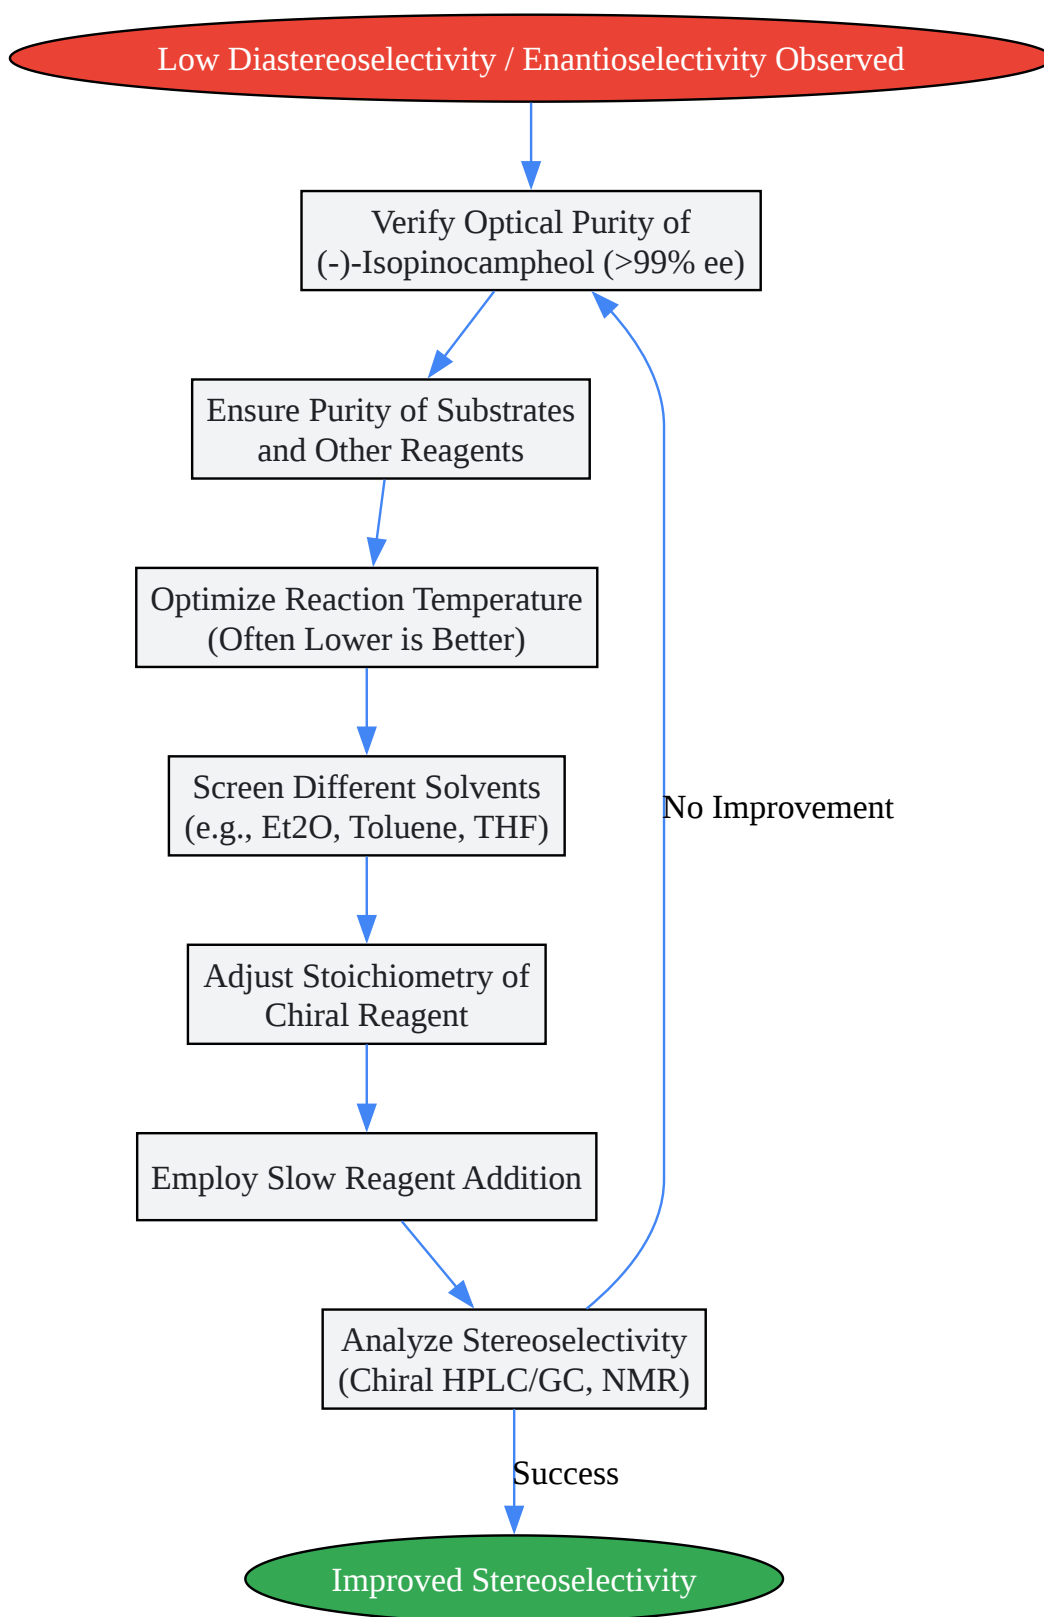 Low Diastereoselectivity / Enantioselectivity Observed
Verify Optical Purity of
(-)-Isopinocampheol (>99% ee)
Ensure Purity of Substrates
and Other Reagents
Optimize Reaction Temperature
(Often Lower is Better)
Screen Different Solvents
(e.g., Et2O, Toluene, THF)
No Improvement
Adjust Stoichiometry of
Chiral Reagent
Employ Slow Reagent Addition
Analyze Stereoselectivity
(Chiral HPLC/GC, NMR)
Success
Improved Stereoselectivity